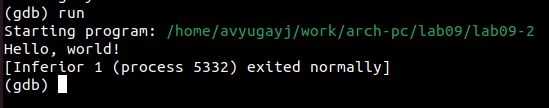 (gdb) run
Starting program: /home/avyugayj/work/arch-pc/lab09/lab09-2
Hello, world!
[Inferior 1 (process 5332) exited normally]
(gdb)